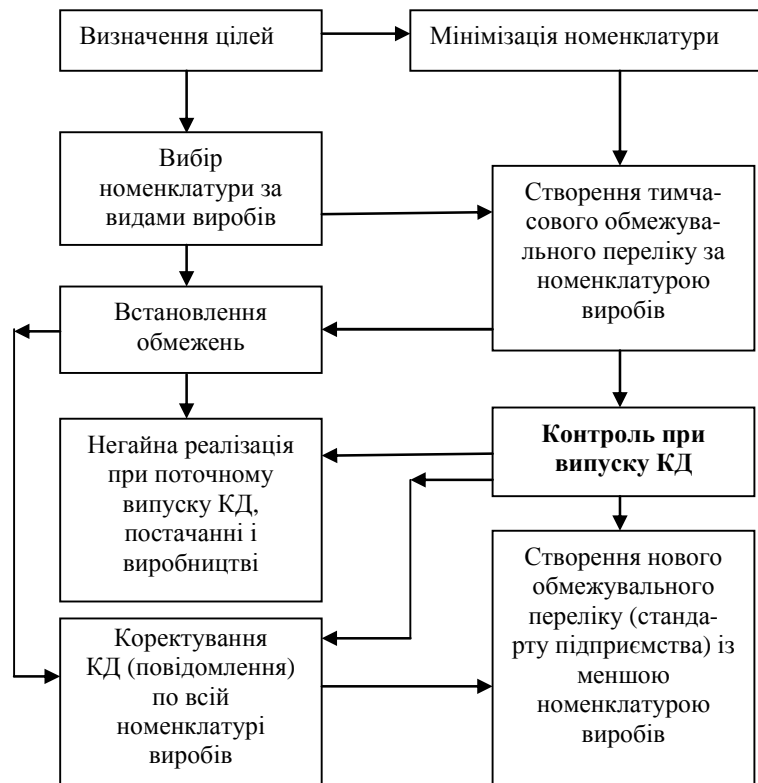 Визначення цілей
Мінімізація номенклатури
Вибір
номенклатури за
видами виробів
Створення тимча-
сового обмежува-
льного переліку за
номенклатурою
виробів
Встановлення
обмежень
Негайна реалізація
при поточному
випуску КД,
постачанні і
виробництві
Контроль при
випуску КД
Створення нового
обмежувального
переліку (станда-
рту підприємства) із
меншою
номенклатурою
виробів
Коректування
КД (повідомлення)
по всій
номенклатурі
виробів